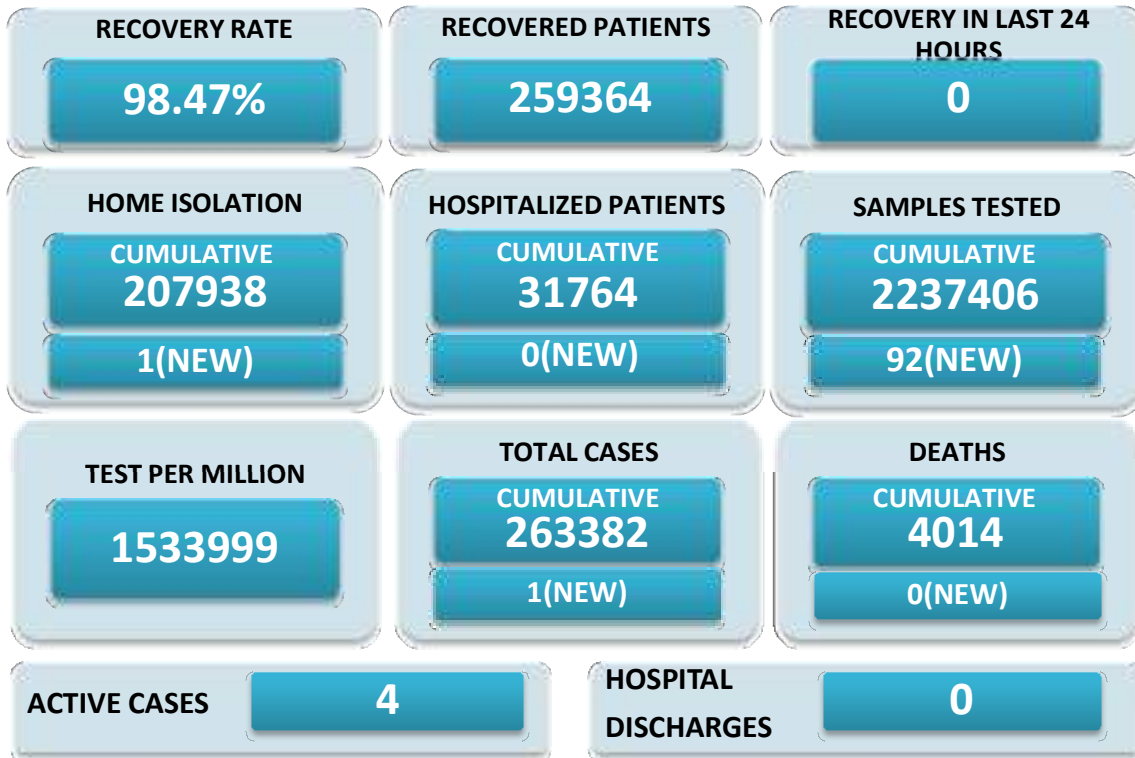 RECOVERY RATE
98.47%
RECOVERED PATIENTS
259364
RECOVERY IN LAST 24
HOURS
0
HOME ISOLATION
CUMULATIVE
207938
1(NEW)
HOSPITALIZED PATIENTS
CUMULATIVE
31764
0(NEW)
SAMPLES TESTED
CUMULATIVE
2237406
92(NEW)
TEST PER MILLION
1533999
TOTAL CASES
CUMULATIVE
263382
1(NEW)
DEATHS
CUMULATIVE
4014
0(NEW)
ACTIVE CASES
4
HOSPITAL
DISCHARGES
0